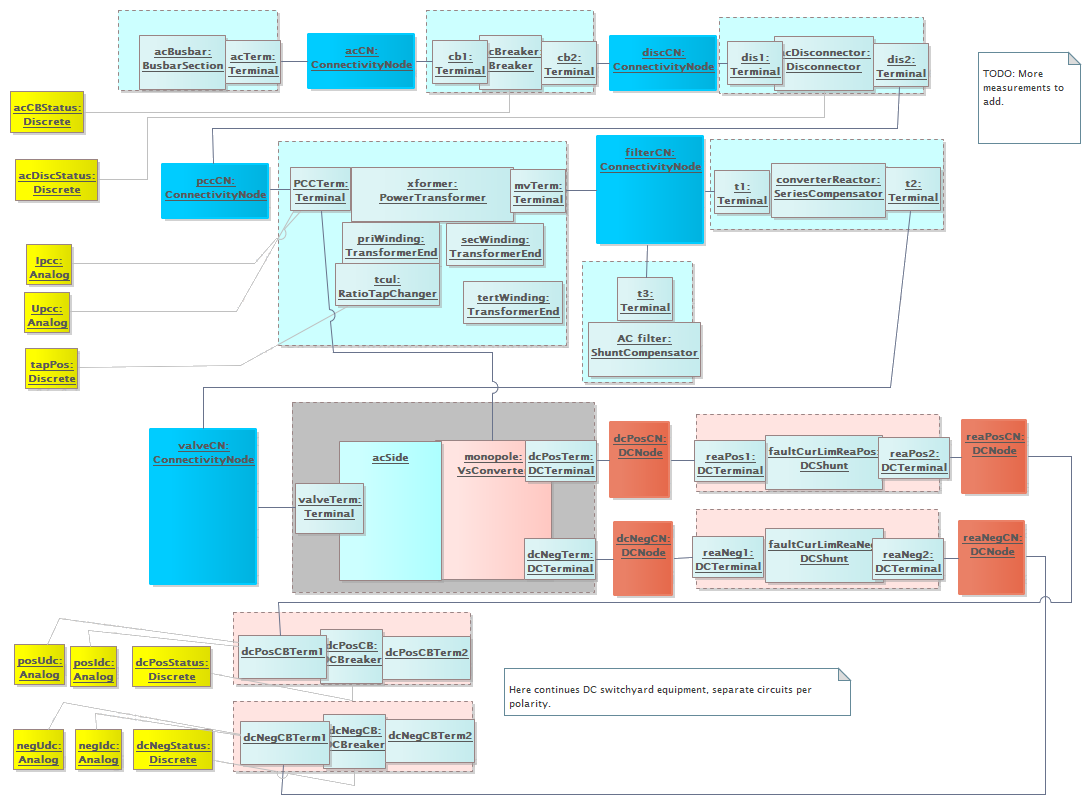 acBusbar:
BusbarSection
acTerm:
Terminal
acCN:
ConnectivityNode
cb1:
Terminal
cBreaker:
Breaker
cb2:
Terminal
discCN:
ConnectivityNode
dis1:
Terminal
cDisconnector:
Disconnector
dis2:
Terminal
TODO: More
measurements to
add.
acCBStatus:
Discrete
acDiscStatus:
Discrete
pccCN:
ConnectivityNode
PCCTerm:
Terminal
xformer:
PowerTransformer
mvTerm:
Terminal
filterCN:
ConnectivityNode
t1:
Terminal
converterReactor:
SeriesCompensator
t2:
Terminal
priWinding:
TransformerEnd
secWinding:
TransformerEnd
tcul:
RatioTapChanger
tertWinding:
TransformerEnd
Ipcc:
Analog
Upcc:
Analog
tapPos:
Discrete
t3:
Terminal
AC filter:
ShuntCompensator
valveCN:
ConnectivityNode
acSide
monopole:
VsConverte
valveTerm:
Terminal
dcPosTerm:
DCTerminal
dcPosCN:
DCNode
reaPos1:
DCTerminal
faultCurLimReaPos
DCShunt
reaPos2:
DCTerminal
reaPosCN:
DCNode
dcNegTerm:
DCTerminal
dcNegCN:
DCNode
reaNeg1:
DCTerminal
faultCurLimReaNeg
DCShunt
reaNeg2:
DCTerminal
reaNegCN:
DCNode
posUdc:
Analog
posIdc:
Analog
dcPosStatus:
Discrete
dcPosCBTerm1
dcPosCB:
CBreaker
dcPosCBTerm2
Here continues DC switchyard equipment, separate circuits per
polarity.
negUdc:
Analog
negIdc:
Analog
dcNegStatus:
Discrete
dcNegCBTerm1
dcNegCB:
CBreaker
dcNegCBTerm2